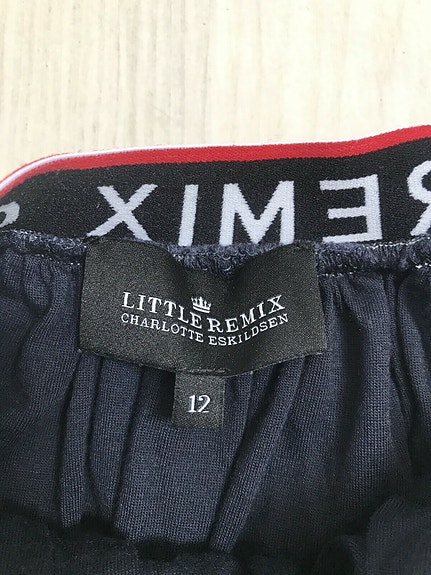 REMIX
LITTLE REMIX
CHARLOTTE ESKILDSEN
12